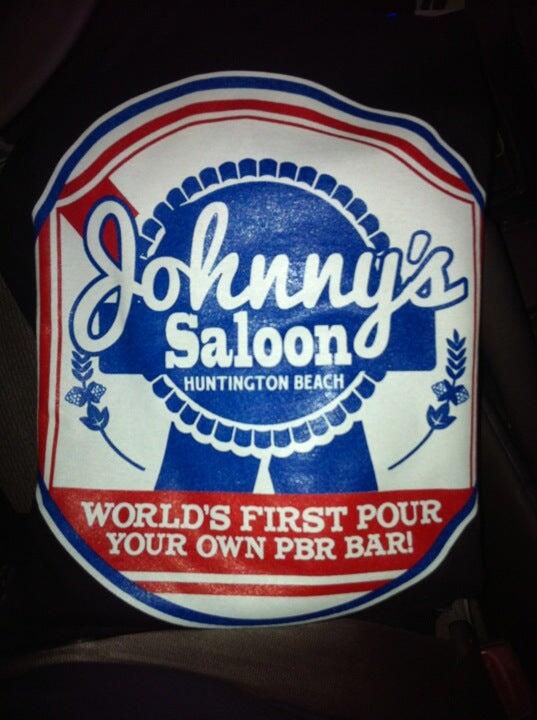 Johnny's
Saloon
HUNTINGTON BEACH
WORLD'S FIRST POUR
YOUR OWN PBR BAR!